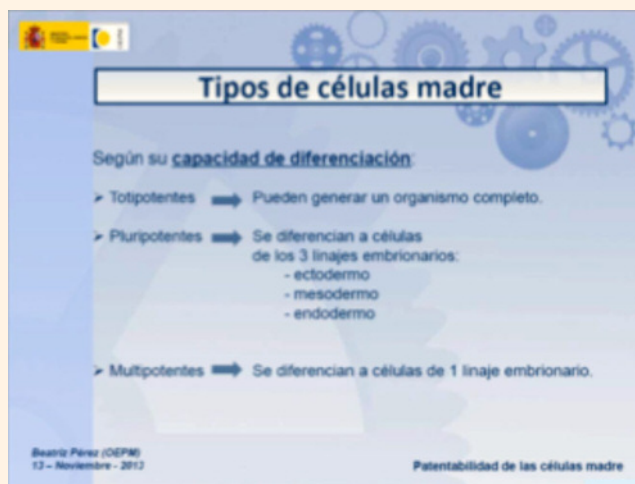 Tipos de células madre
Según su capacidad de diferenciación:
➢ Totipotentes ➡ Pueden generar un organismo completo.
➢ Pluripotentes ➡ Se diferencian a células
de los 3 linajes embrionarios:
- ectodermo
- mesodermo
- endodermo
➢ Multipotentes ➡ Se diferencian a células de 1 linaje embrionario.
Beatriz Pérez (OEPM)
13 – Noviembre - 2013
Patentabilidad de las células madre